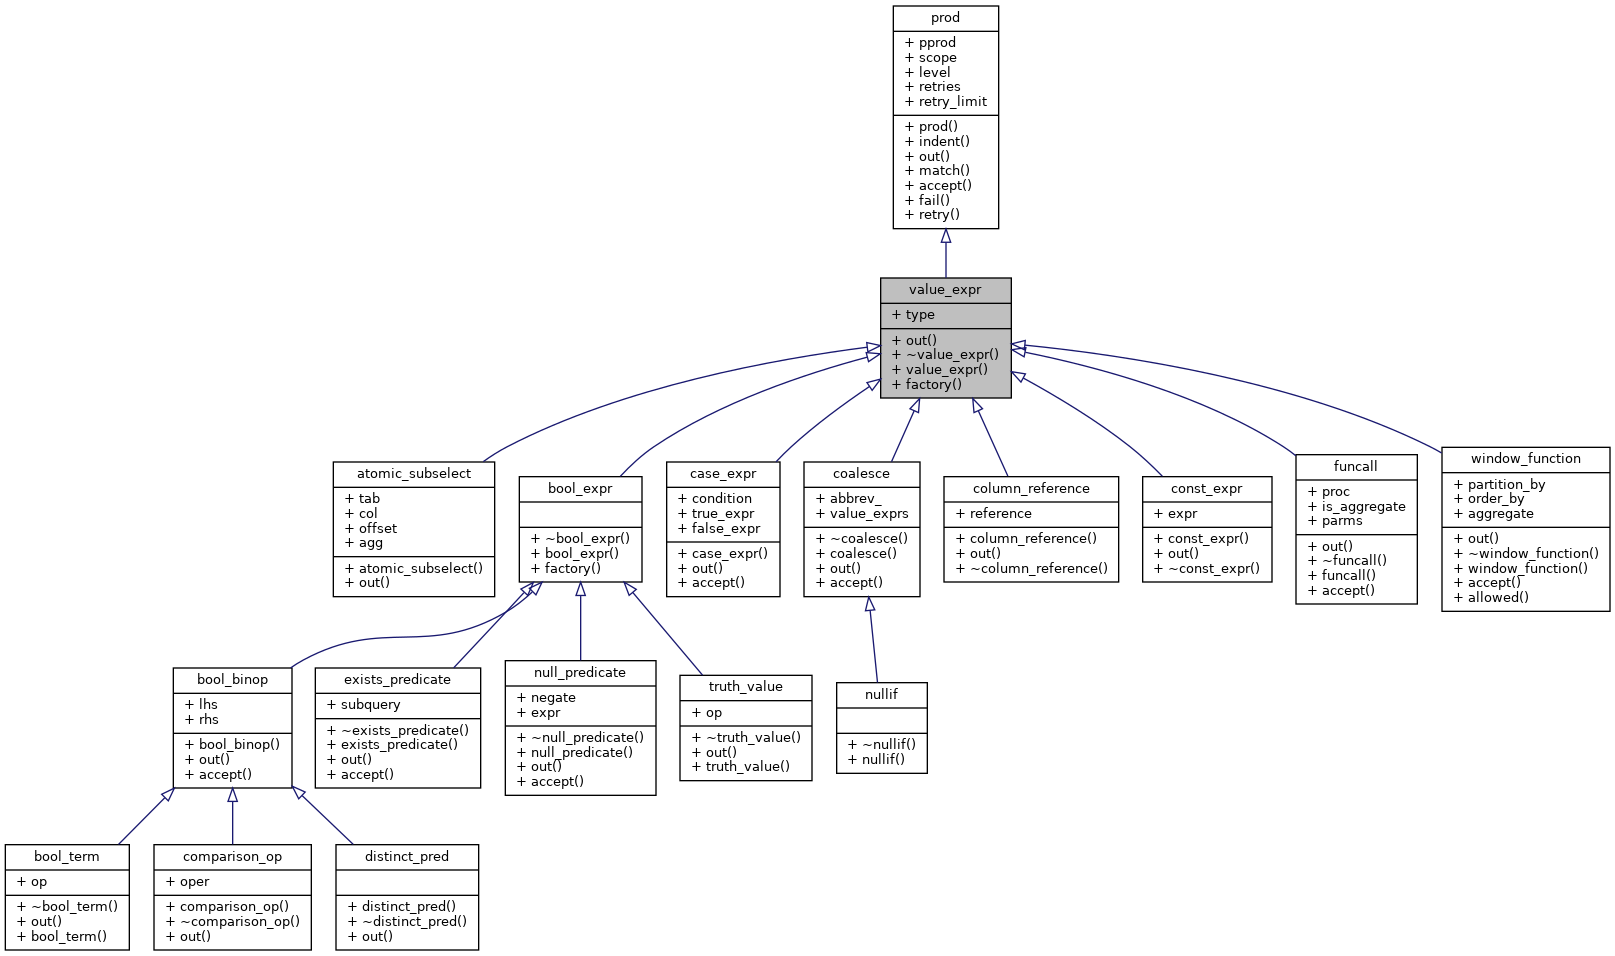 prod
+ pprod
+ scope
+ level
+ retries
+ retry_limit
+ prod()
+ indent()
+ out()
+ match()
+ accept()
+ fail()
+ retry()
value_expr
+ type
+ out()
+ ~value_expr()
+ value_expr()
+ factory()
atomic_subselect
+ tab
+ col
+ offset
+ agg
+ atomic_subselect()
+ out()
bool_expr
+ ~bool_expr()
+ bool_expr()
+ factory()
case_expr
+ condition
+ true_expr
+ false_expr
+ case_expr()
+ out()
+ accept()
coalesce
+ abbrev_
+ value_exprs
+ ~coalesce()
+ coalesce()
+ out()
+ accept()
column_reference
+ reference
+ column_reference()
+ out()
+ ~column_reference()
const_expr
+ expr
+ const_expr()
+ out()
+ ~const_expr()
funcall
+ proc
+ is_aggregate
+ parms
+ out()
+ ~funcall()
+ funcall()
+ accept()
window_function
+ partition_by
+ order_by
+ aggregate
+ out()
+ ~window_function()
+ window_function()
+ accept()
+ allowed()
bool_binop
+ lhs
+ rhs
+ bool_binop()
+ out()
+ accept()
exists_predicate
+ subquery
+ ~exists_predicate()
+ exists_predicate()
+ out()
+ accept()
null_predicate
+ negate
+ expr
+ ~null_predicate()
+ null_predicate()
+ out()
+ accept()
truth_value
+ op
+ ~truth_value()
+ out()
+ truth_value()
nullif
+ ~nullif()
+ nullif()
bool_term
+ op
+ ~bool_term()
+ out()
+ bool_term()
comparison_op
+ oper
+ comparison_op()
+ ~comparison_op()
+ out()
distinct_pred
+ distinct_pred()
+ ~distinct_pred()
+ out()